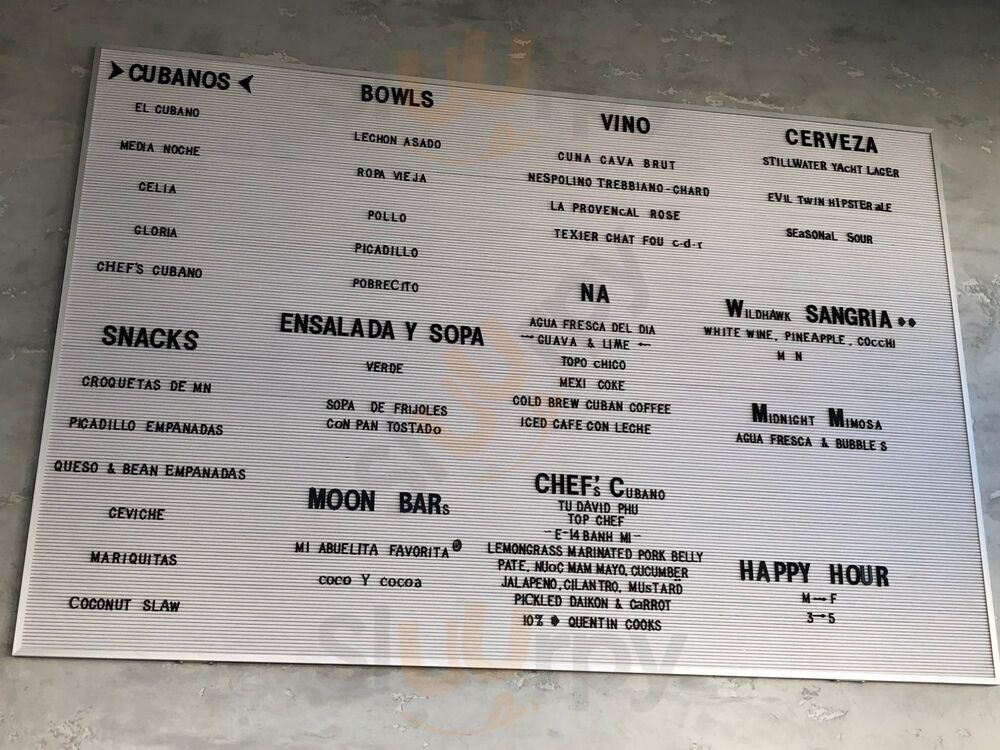 CUBANOS
EL CUBANO
MEDIA NOCHE
CELIA
GLORIA
CHEF'S CUBANO
SNACKS
CROQUETAS DE MN
PICADILLO EMPANADAS
QUESO & BEAN EMPANADAS
CEVICHE
MARIQUITAS
COCONUT SLAW
BOWLS
LECHON ASADO
ROPA VIEJA
POLLO
PICADILLO
POBRECITO
ENSALADA Y SOPA
VERDE
SOPA DE FRIJOLES
CoN PAN TOSTADo
MOON BARs
MI ABUELITA FAVORITA
coco Y cocoa
VINO
CUNA CAVA BRUT
NESPOLINO TREBBIANO-CHARD
LA PROVENcAL ROSE
TEXIER CHAT FOU c-d-r
NA
AGUA FRESCA DEL DIA
— GUAVA & LIME —
TOPO cHICO
MEXI COKE
COLD BREW CUBAN COFFEE
ICED CAFE CON LECHE
CHEF's CUBANO
TU DAVID PHU
TOP CHEF
-E-14 BANH MI-
LEMONGRASS MARINATED PORK BELLY
PATE, NUoC MAM MAYO, CUCUMBER
JALAPENO, CILANTRO, MUsTARD
PICKLED DAIKON & CaRROT
10% QUENTIN COOKS
CERVEZA
STILLWATER YAcHT LAGER
EVIL TwIN HIPSTER aLE
SEaSONaL SOUR
WILDHAWK SANGRIA
WHITE WINE, PINEAPPLE, COccHI
M N
MIDNIGHT MIMOSA
AGUA FRESCA & BUBBLES
HAPPY HOUR
M—F
3—5
slurpy
slurpy
slurpy